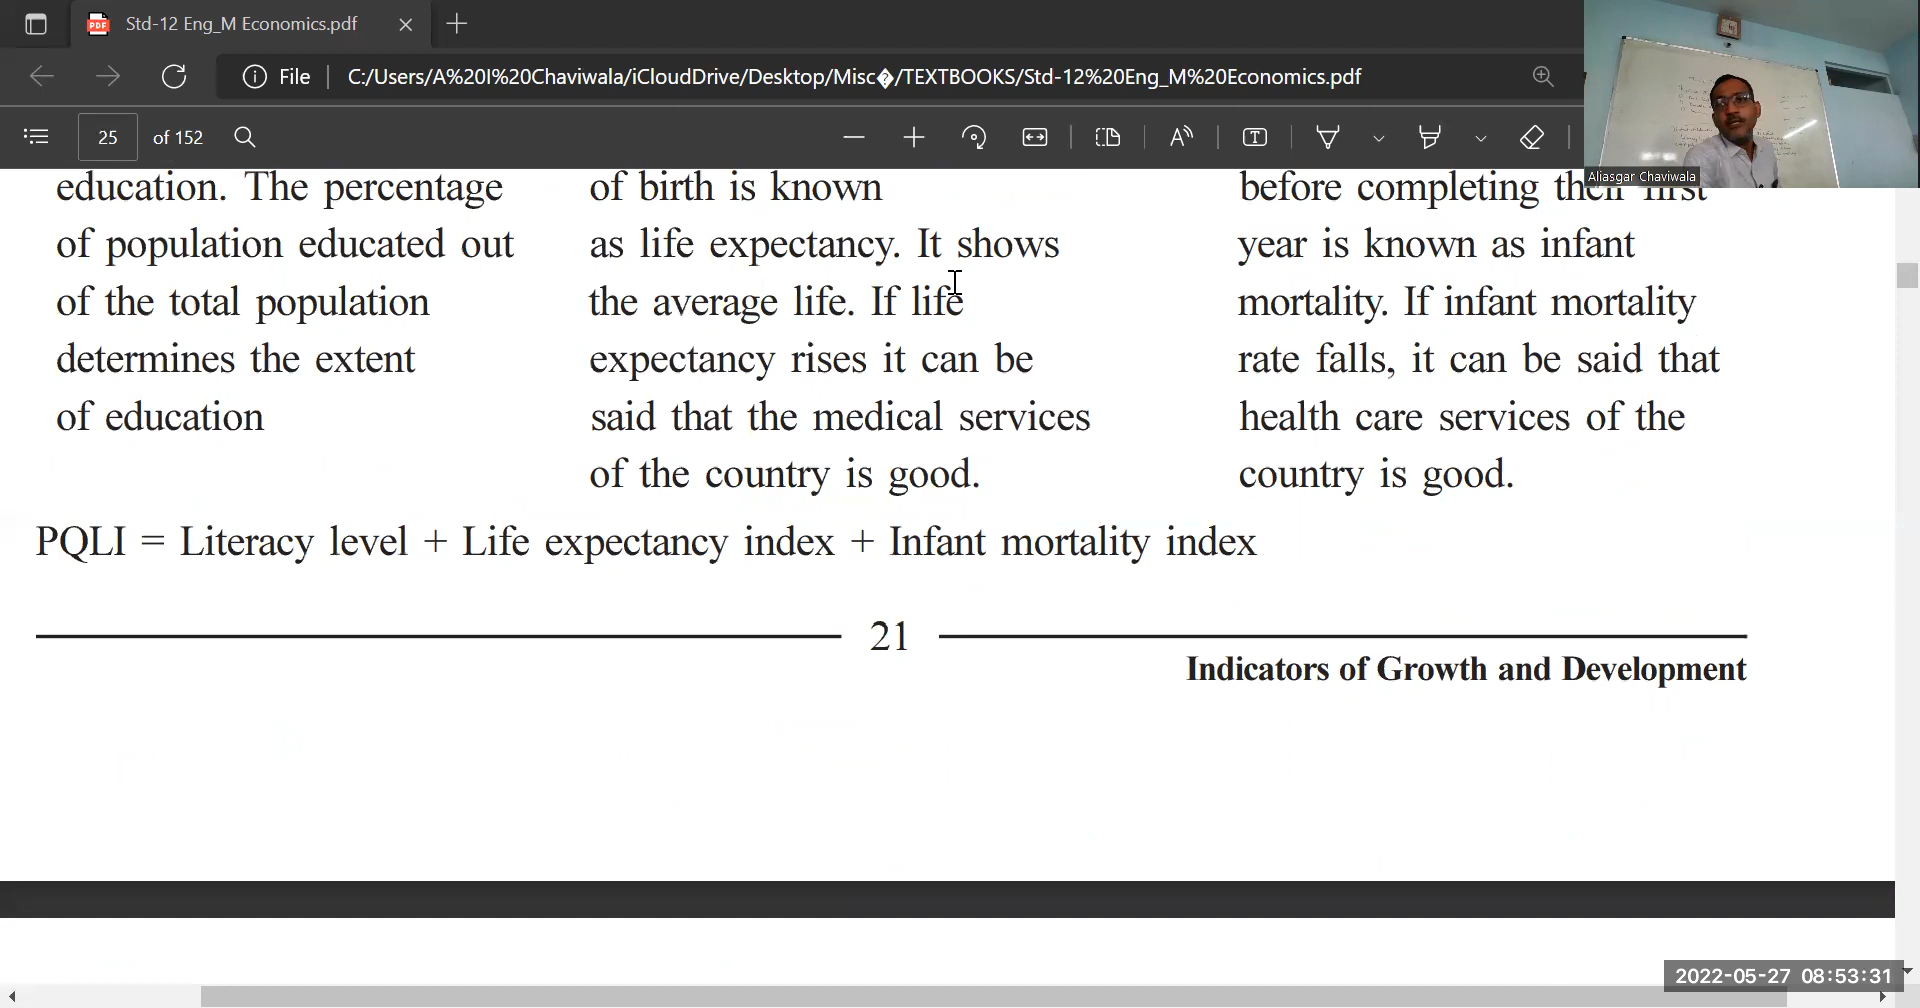 Std-12 Eng_M Economics.pdf
File
C:/Users/A%20I%20Chaviwala/iCloudDrive/Desktop/Misc�/TEXTBOOKS/Std-12%20Eng_M%20Economics.pdf
25 of 152
Aliasgar Chaviwala
education. The percentage
of population educated out
of the total population
determines the extent
of education
of birth is known
as life expectancy. It shows
the average life. If life
expectancy rises it can be
said that the medical services
of the country is good.
before completing their first
year is known as infant
mortality. If infant mortality
rate falls, it can be said that
health care services of the
country is good.
PQLI = Literacy level + Life expectancy index + Infant mortality index
21
Indicators of Growth and Development
2022-05-27 08:53:31